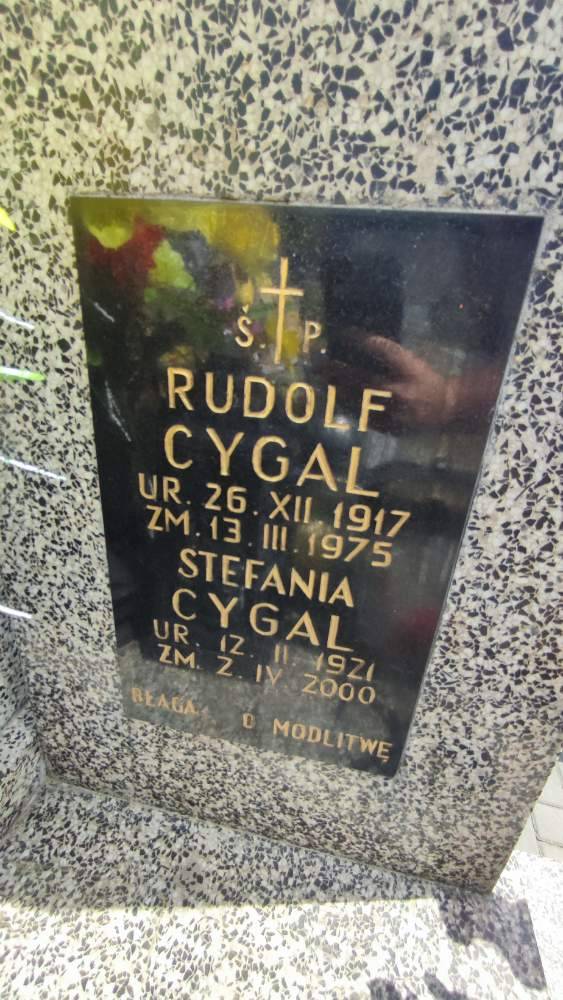 Ś. P.
RUDOLF
CYGAL
UR. 26. XII 1917
ZM. 13. III. 1975
STEFANIA
CYGAL
UR. 12. II. 1921
ZM. 2. IV 2000
BŁAGA. O MODLITWĘ